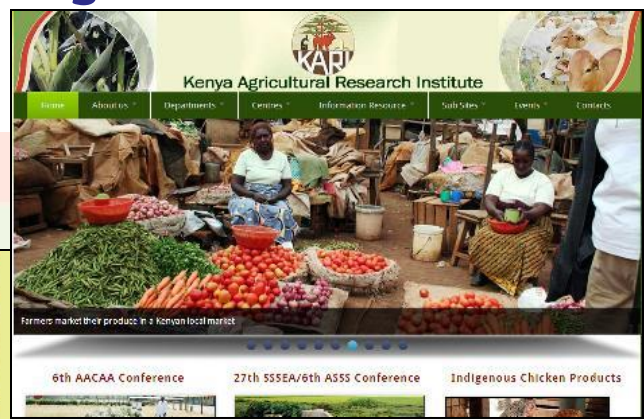 KARI
Kenya Agricultural Research Institute
Home About us Departments Centres Information Resource Sub Sites Events Contacts
Farmers market their produce in a Kenyan local market
6th AACAA Conference 27th SSSEA/6th ASSS Conference Indigenous Chicken Products